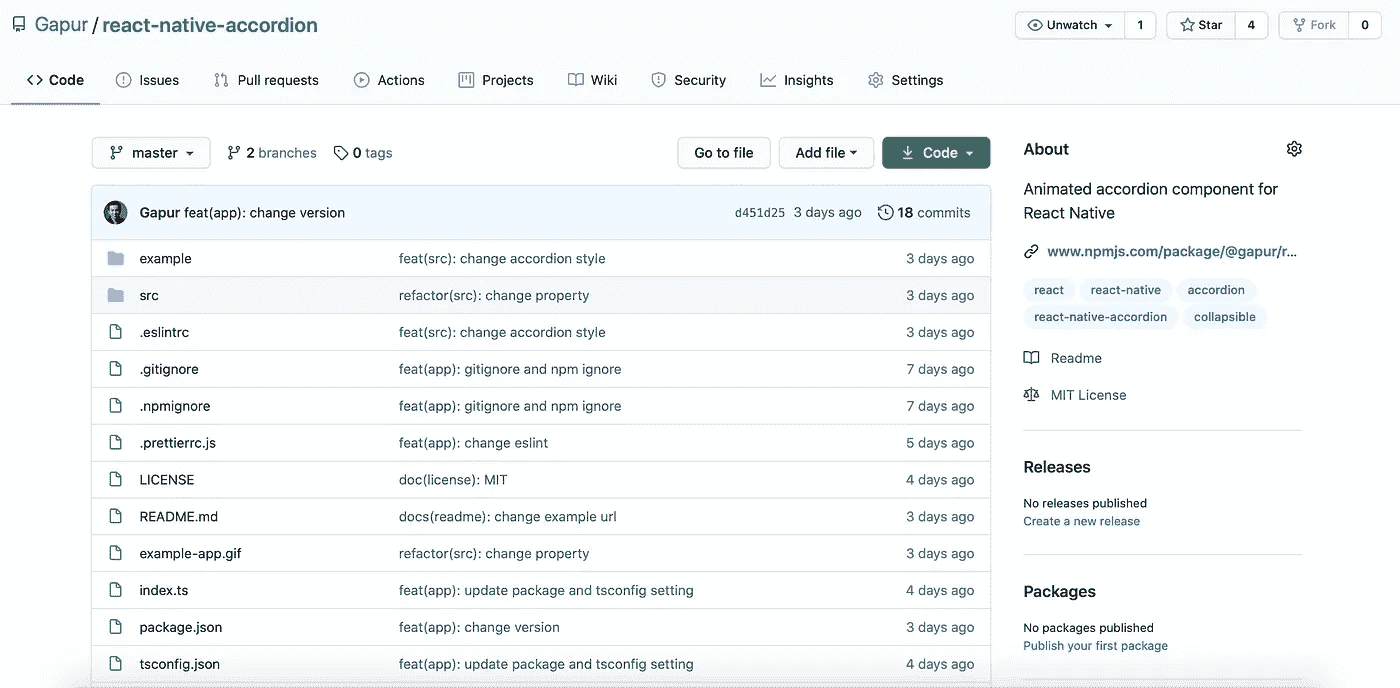 Gapur / react-native-accordion
Unwatch 1 Star 4 Fork 0
Code Issues Pull requests Actions Projects Wiki Security Insights Settings
master 2 branches 0 tags Go to file Add file Code
Gapur feat(app): change version d451d25 3 days ago 18 commits
example feat(src): change accordion style 3 days ago
src refactor(src): change property 3 days ago
.eslintrc feat(src): change accordion style 3 days ago
.gitignore feat(app): gitignore and npm ignore 7 days ago
.npmignore feat(app): gitignore and npm ignore 7 days ago
.prettierrc.js feat(app): change eslint 5 days ago
LICENSE doc(license): MIT 4 days ago
README.md docs(readme): change example url 3 days ago
example-app.gif refactor(src): change property 3 days ago
index.ts feat(app): update package and tsconfig setting 4 days ago
package.json feat(app): change version 3 days ago
tsconfig.json feat(app): update package and tsconfig setting 4 days ago
About
Animated accordion component for
React Native
www.npmjs.com/package/@gapur/r...
react react-native accordion
react-native-accordion collapsible
Readme
MIT License
Releases
No releases published
Create a new release
Packages
No packages published
Publish your first package